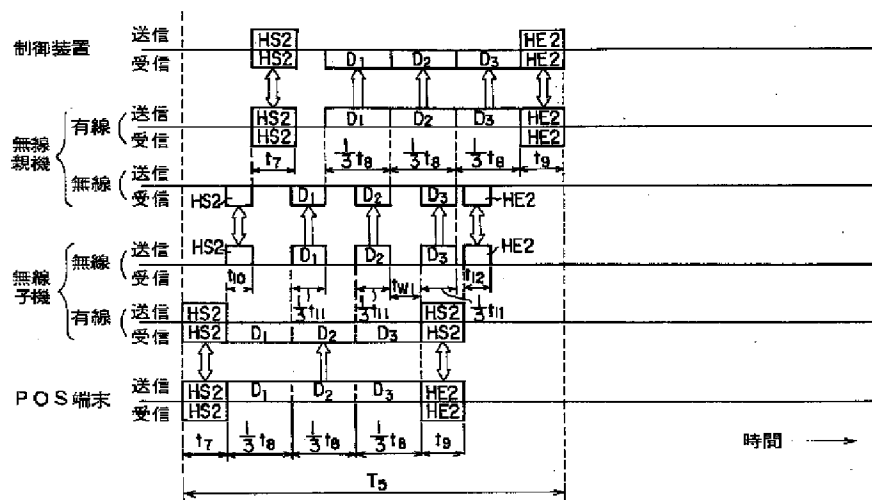 制御装置 送信 HS2 HE2
受信 HS2 D1 D2 D3 HE2
無線親機 有線 送信 HS2 D1 D2 D3 HE2
受信 HS2 HE2
t7 1/3 t8 1/3 t8 1/3 t8 t9
無線 送信
受信 HS2 D1 D2 D3 HE2
無線子機 無線 送信 HS2 D1 D2 D3 HE2
受信
t10 1/3 t11 1/3 t11 tW1 1/3 t11 t12
有線 送信 HS2 HS2
受信 HS2 D1 D2 D3 HS2
POS端末 送信 HS2 D1 D2 D3 HE2
受信 HS2 HE2
t7 1/3 t8 1/3 t8 1/3 t8 t9
時間
T5